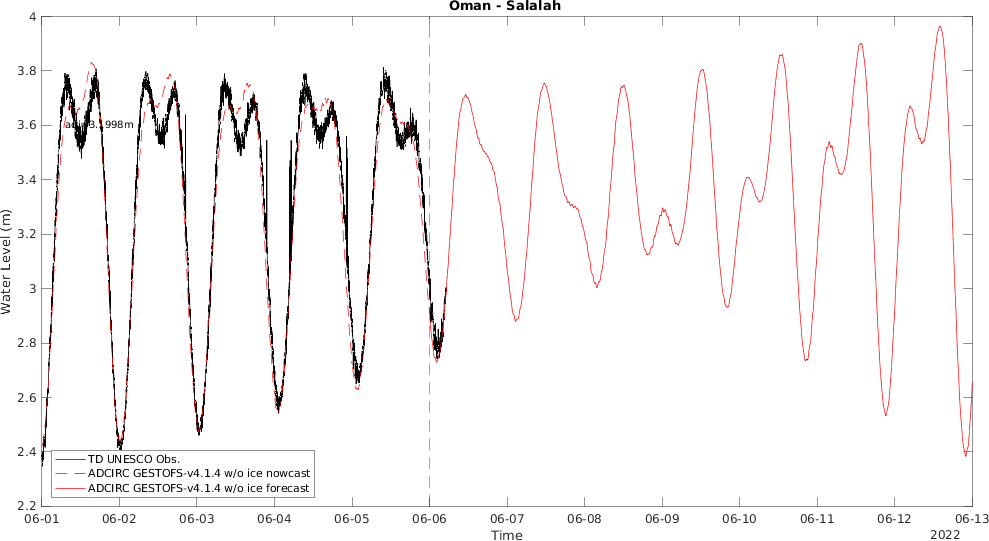 Oman - Salalah
4
3.8
3.6
3.4
3.2
3
2.8
2.6
2.4
2.2
Water Level (m)
TD UNESCO Obs.
ADCIRC GESTOFS-v4.1.4 w/o ice nowcast
ADCIRC GESTOFS-v4.1.4 w/o ice forecast
06-01 06-02 06-03 06-04 06-05 06-06 06-07 06-08 06-09 06-10 06-11 06-12 06-13
Time
2022